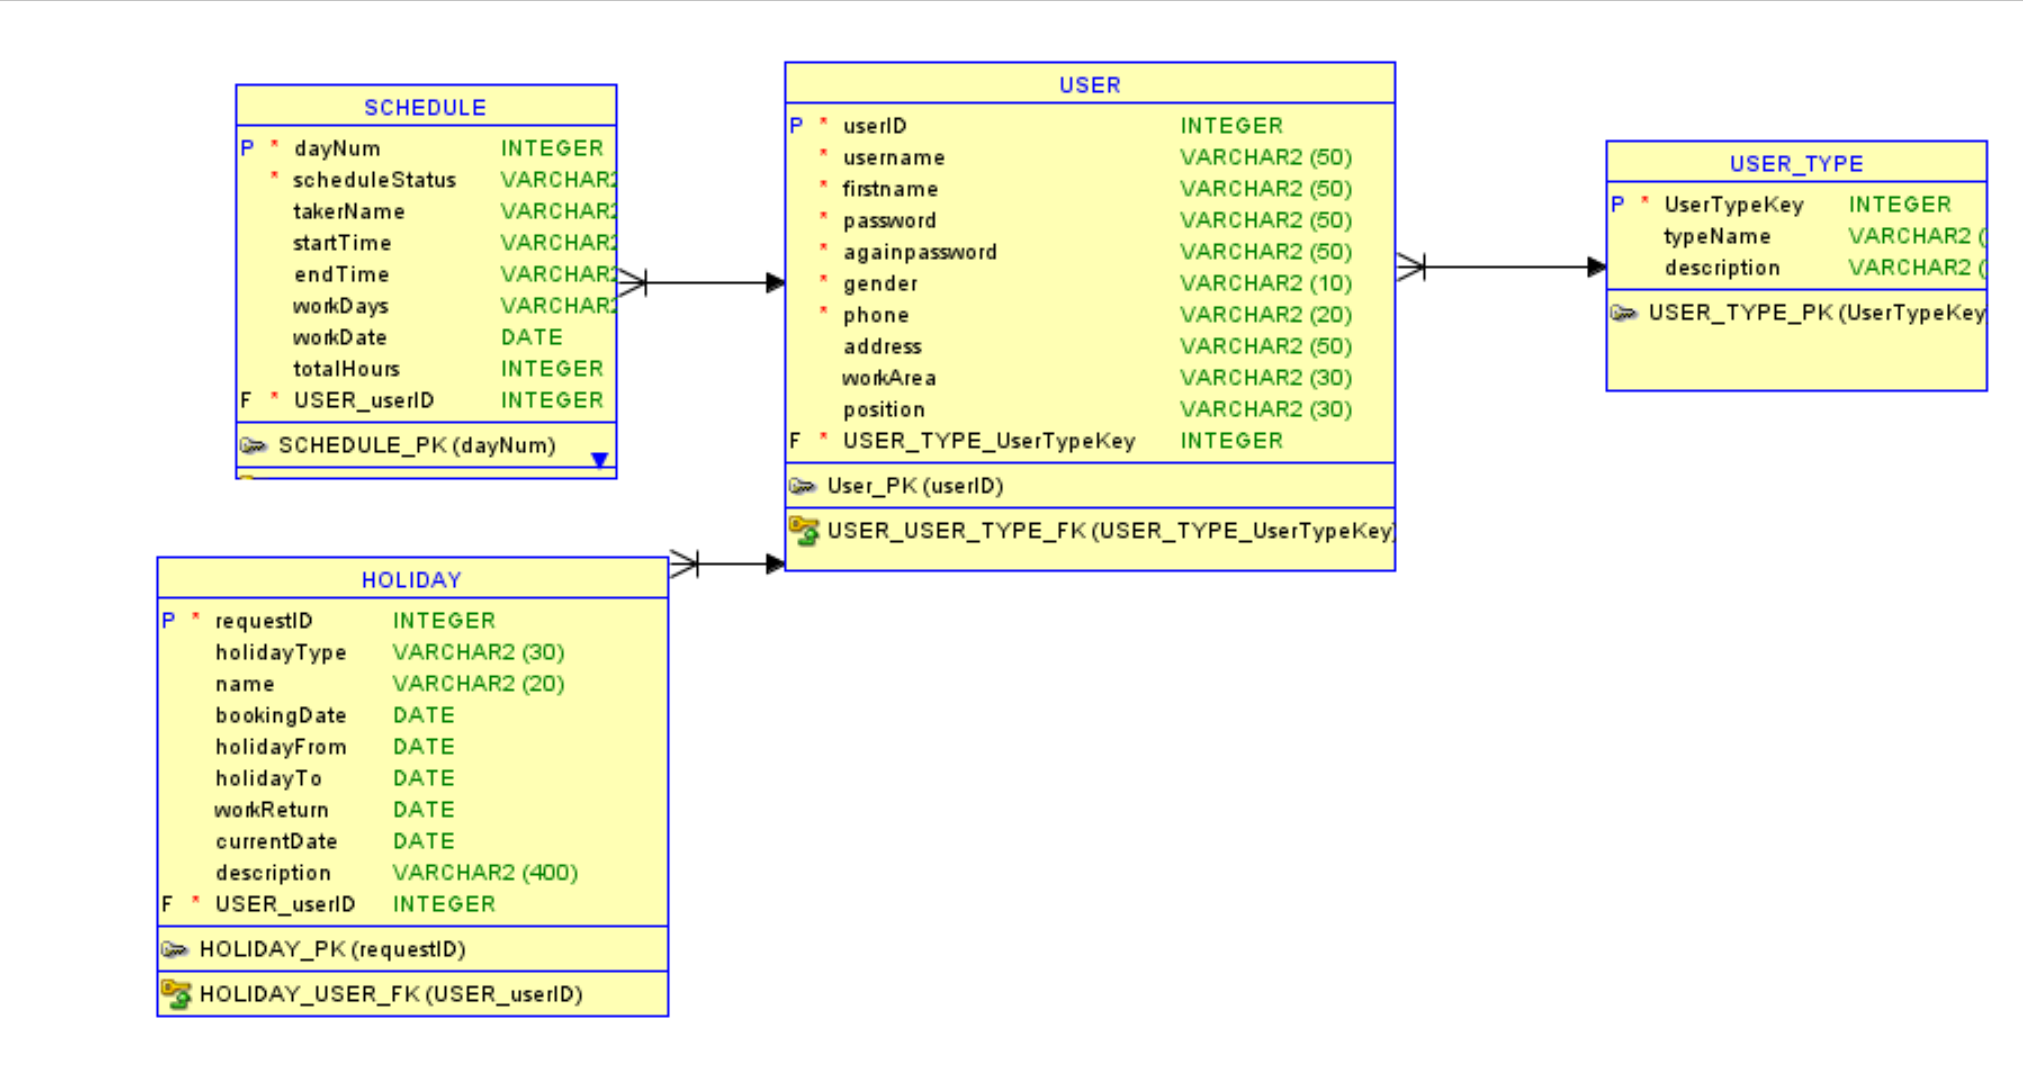 SCHEDULE
P * dayNum INTEGER
* scheduleStatus VARCHAR2
takerName VARCHAR2
startTime VARCHAR2
endTime VARCHAR2
workDays VARCHAR2
workDate DATE
totalHours INTEGER
F * USER_userID INTEGER
SCHEDULE_PK (dayNum)
USER
P * userID INTEGER
* username VARCHAR2 (50)
* firstname VARCHAR2 (50)
* password VARCHAR2 (50)
* againpassword VARCHAR2 (50)
* gender VARCHAR2 (10)
* phone VARCHAR2 (20)
address VARCHAR2 (50)
workArea VARCHAR2 (30)
position VARCHAR2 (30)
F * USER_TYPE_UserTypeKey INTEGER
User_PK (userID)
USER_USER_TYPE_FK (USER_TYPE_UserTypeKey)
USER_TYPE
P * UserTypeKey INTEGER
typeName VARCHAR2 (
description VARCHAR2 (
USER_TYPE_PK (UserTypeKey
HOLIDAY
P * requestID INTEGER
holidayType VARCHAR2 (30)
name VARCHAR2 (20)
bookingDate DATE
holidayFrom DATE
holidayTo DATE
workReturn DATE
currentDate DATE
description VARCHAR2 (400)
F * USER_userID INTEGER
HOLIDAY_PK (requestID)
HOLIDAY_USER_FK (USER_userID)